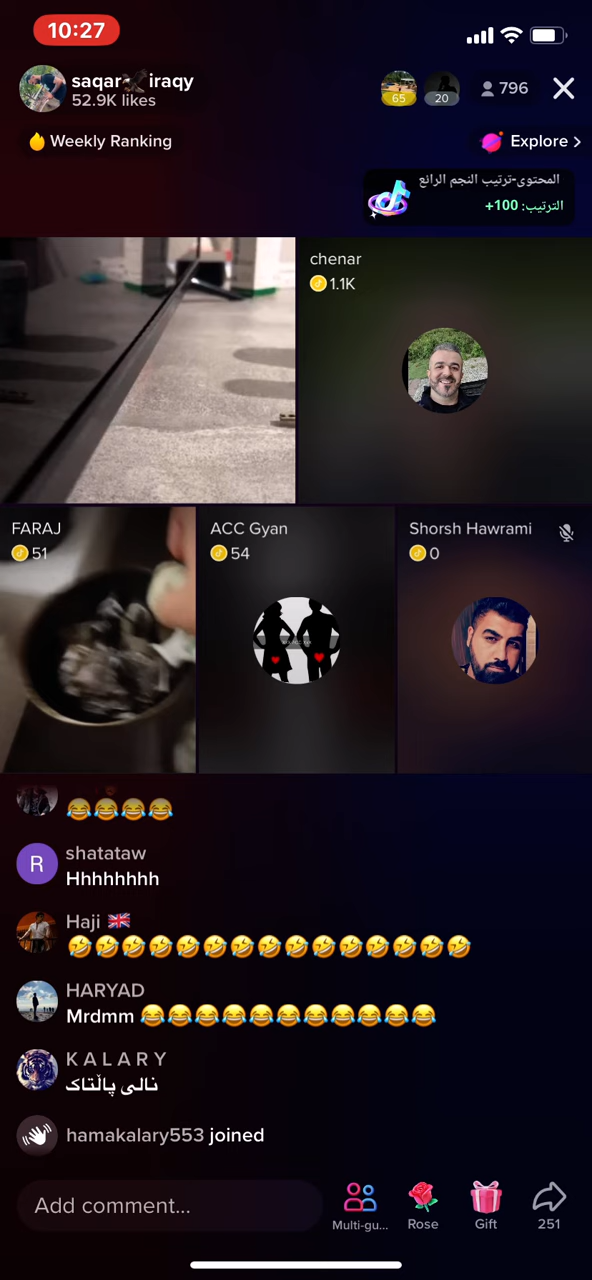 10:27
saqar🦅iraqy
52.9K likes
65
20
796
Weekly Ranking
Explore >
المحتوى-ترتيب النجم الرائع
الترتيب: 100+
chenar
1.1K
FARAJ
51
ACC Gyan
54
Shorsh Hawrami
0
😂😂😂😂
shatataw
R
Hhhhhhhh
Haji 🇬🇧
🤣🤣🤣🤣🤣🤣🤣🤣🤣🤣🤣🤣🤣🤣🤣
HARYAD
Mrdmm 😂😂😂😂😂😂😂😂😂😂😂
K A L A R Y
نالی پاڵتاک
hamakalary553 joined
Add comment...
Multi-gu...
Rose
Gift
251